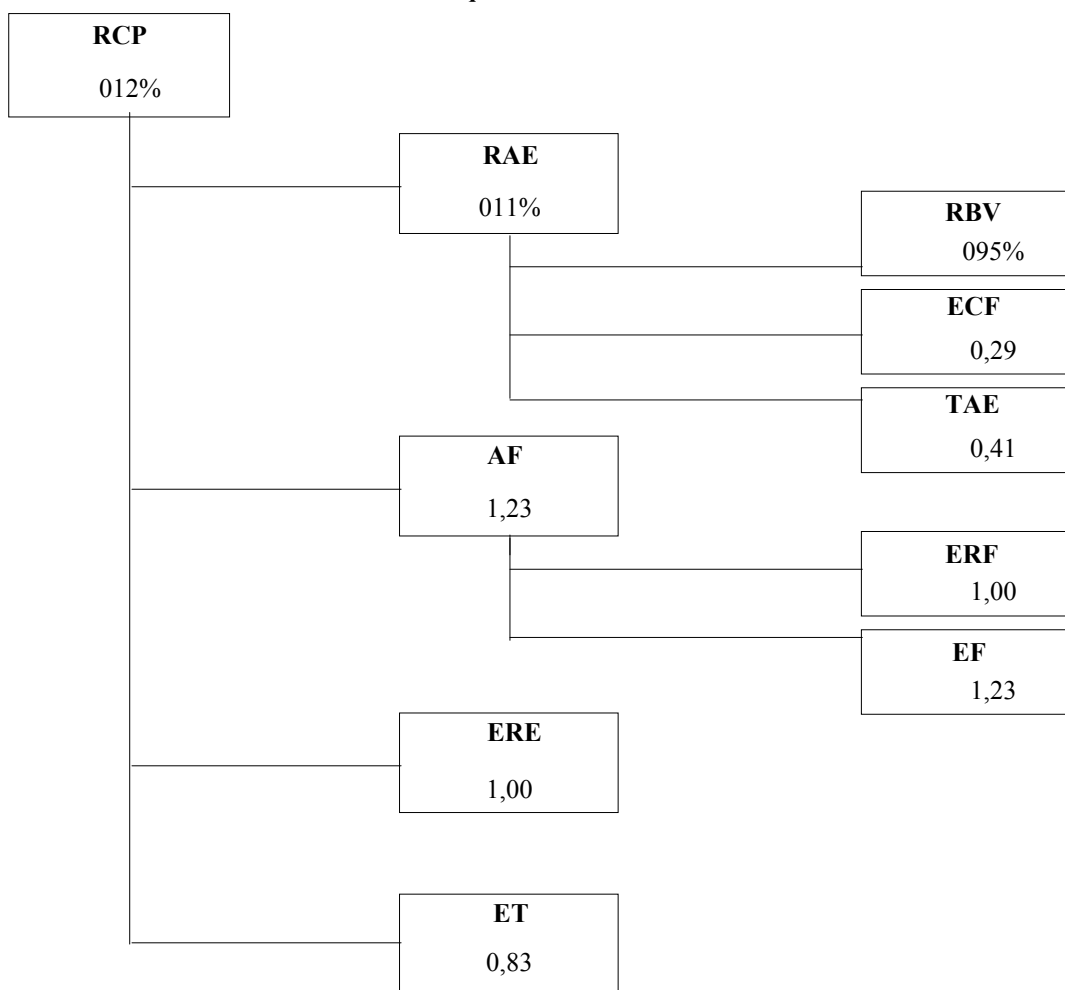 RCP
012%
RAE
011%
RBV
095%
ECF
0,29
TAE
0,41
AF
1,23
ERF
1,00
EF
1,23
ERE
1,00
ET
0,83